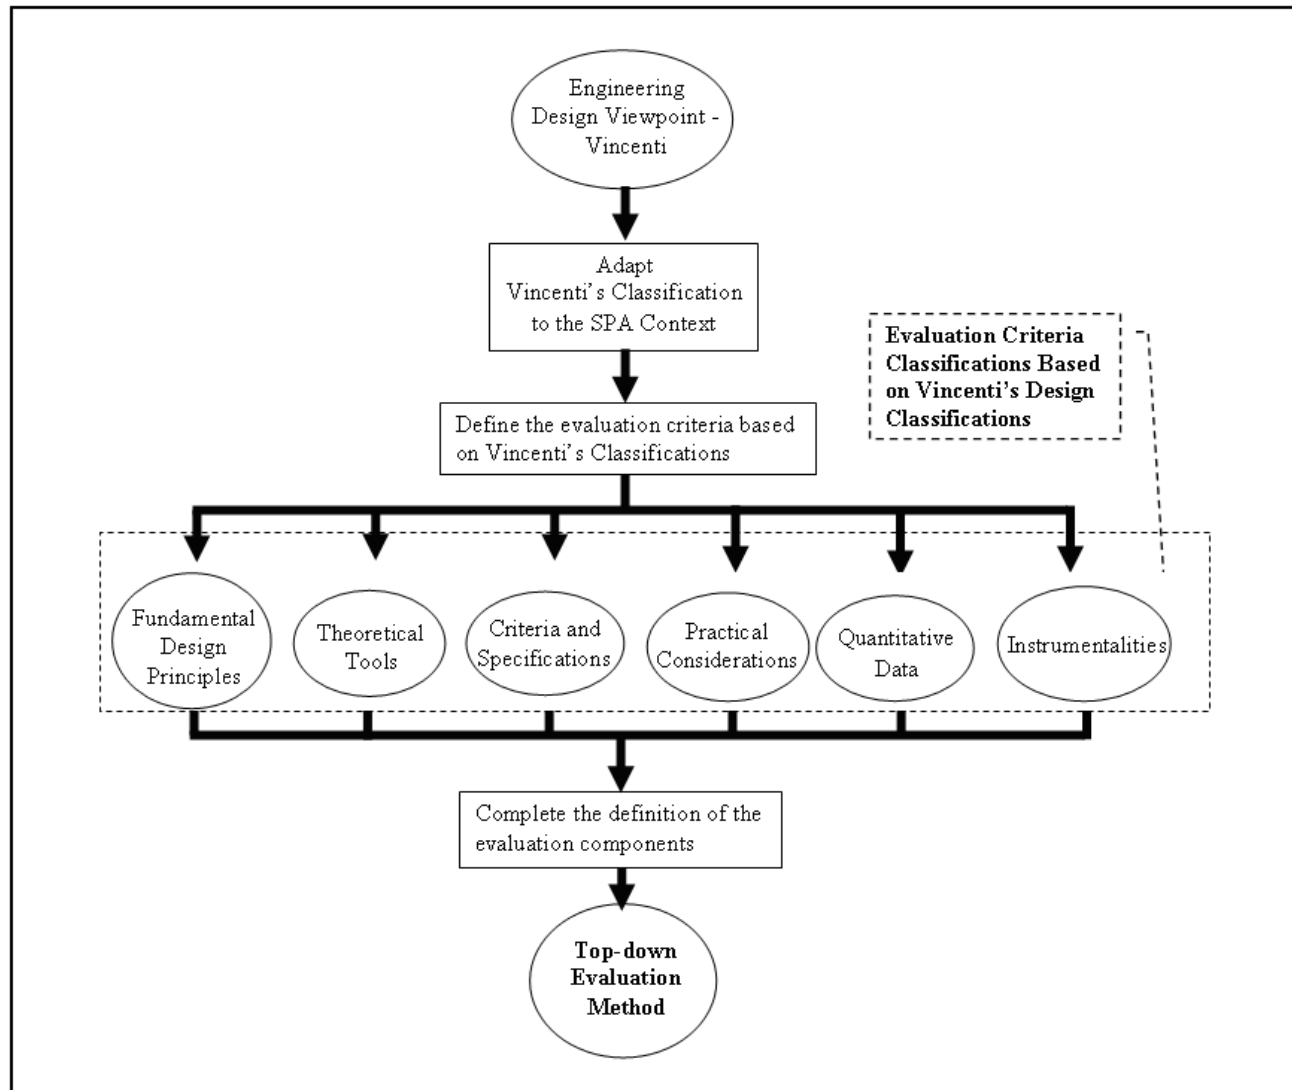 Engineering
Design Viewpoint -
Vincenti
Adapt
Vincenti's Classification
to the SPA Context
Evaluation Criteria
Classifications Based
on Vincenti's Design
Classifications
Define the evaluation criteria based
on Vincenti's Classifications
Fundamental
Design
Principles
Theoretical
Tools
Criteria and
Specifications
Practical
Considerations
Quantitative
Data
Instrumentalities
Complete the definition of the
evaluation components
Top-down
Evaluation
Method